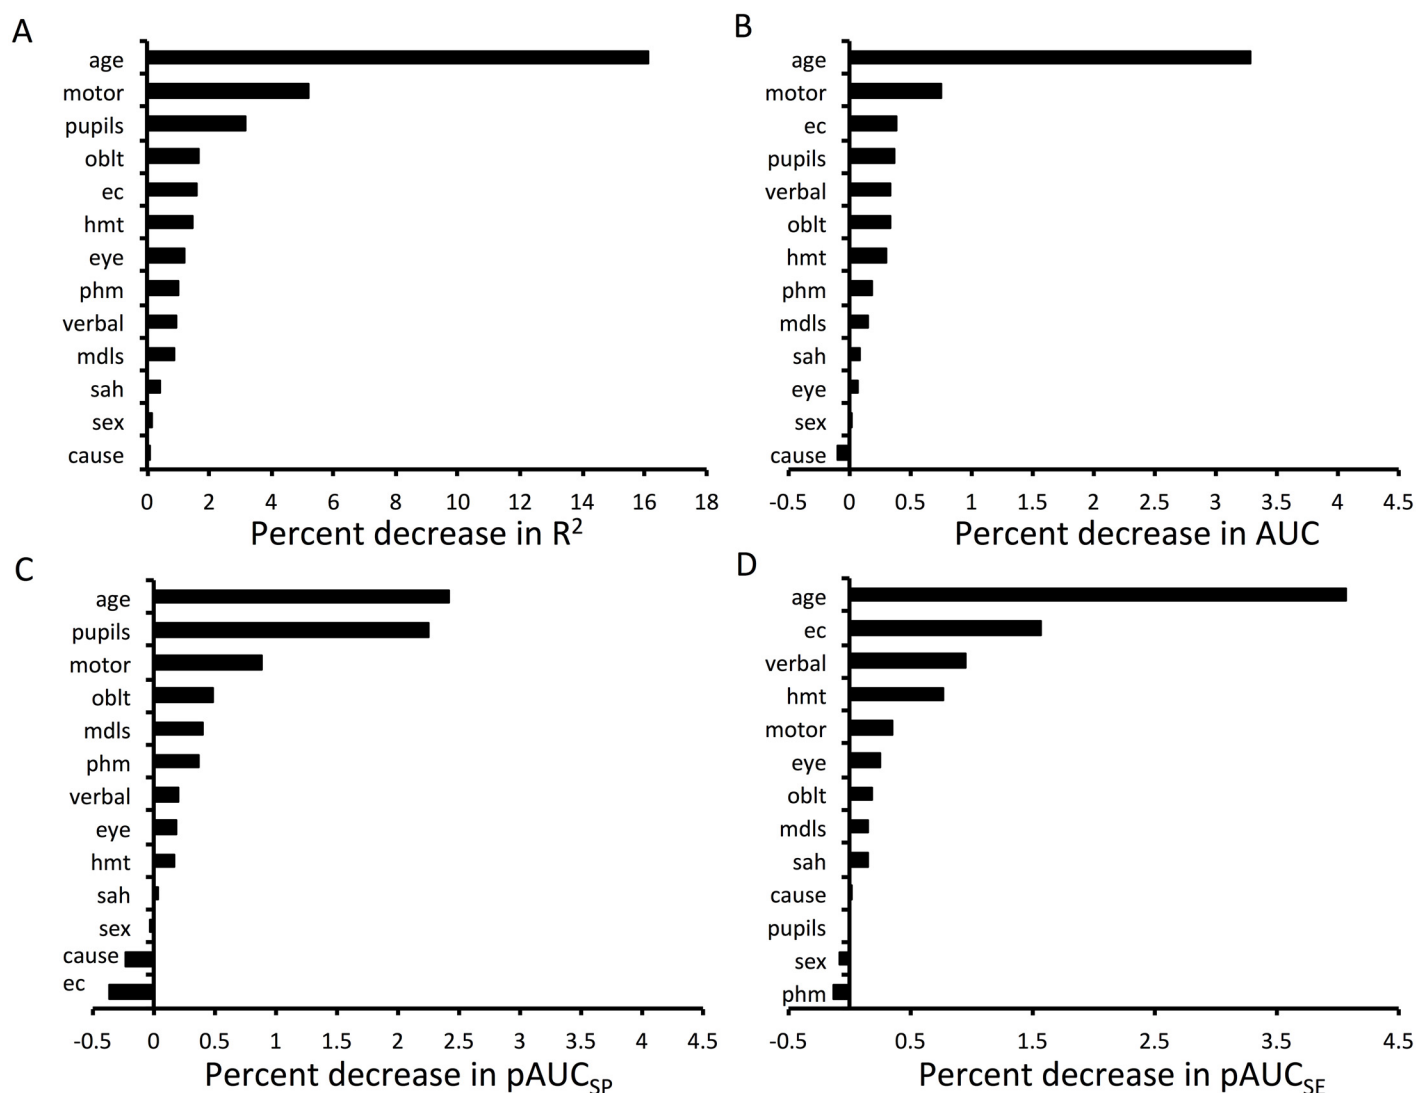 A
age
motor
pupils
oblt
ec
hmt
eye
phm
verbal
mdls
sah
sex
cause
0 2 4 6 8 10 12 14 16 18
Percent decrease in R²
B
age
motor
ec
pupils
verbal
oblt
hmt
phm
mdls
sah
eye
sex
cause
-0.5 0 0.5 1 1.5 2 2.5 3 3.5 4 4.5
Percent decrease in AUC
C
age
pupils
motor
oblt
mdls
phm
verbal
eye
hmt
sah
sex
cause
ec
-0.5 0 0.5 1 1.5 2 2.5 3 3.5 4 4.5
Percent decrease in pAUCSP
D
age
ec
verbal
hmt
motor
eye
oblt
mdls
sah
cause
pupils
sex
phm
-0.5 0.5 1.5 2.5 3.5 4.5
Percent decrease in pAUCSE